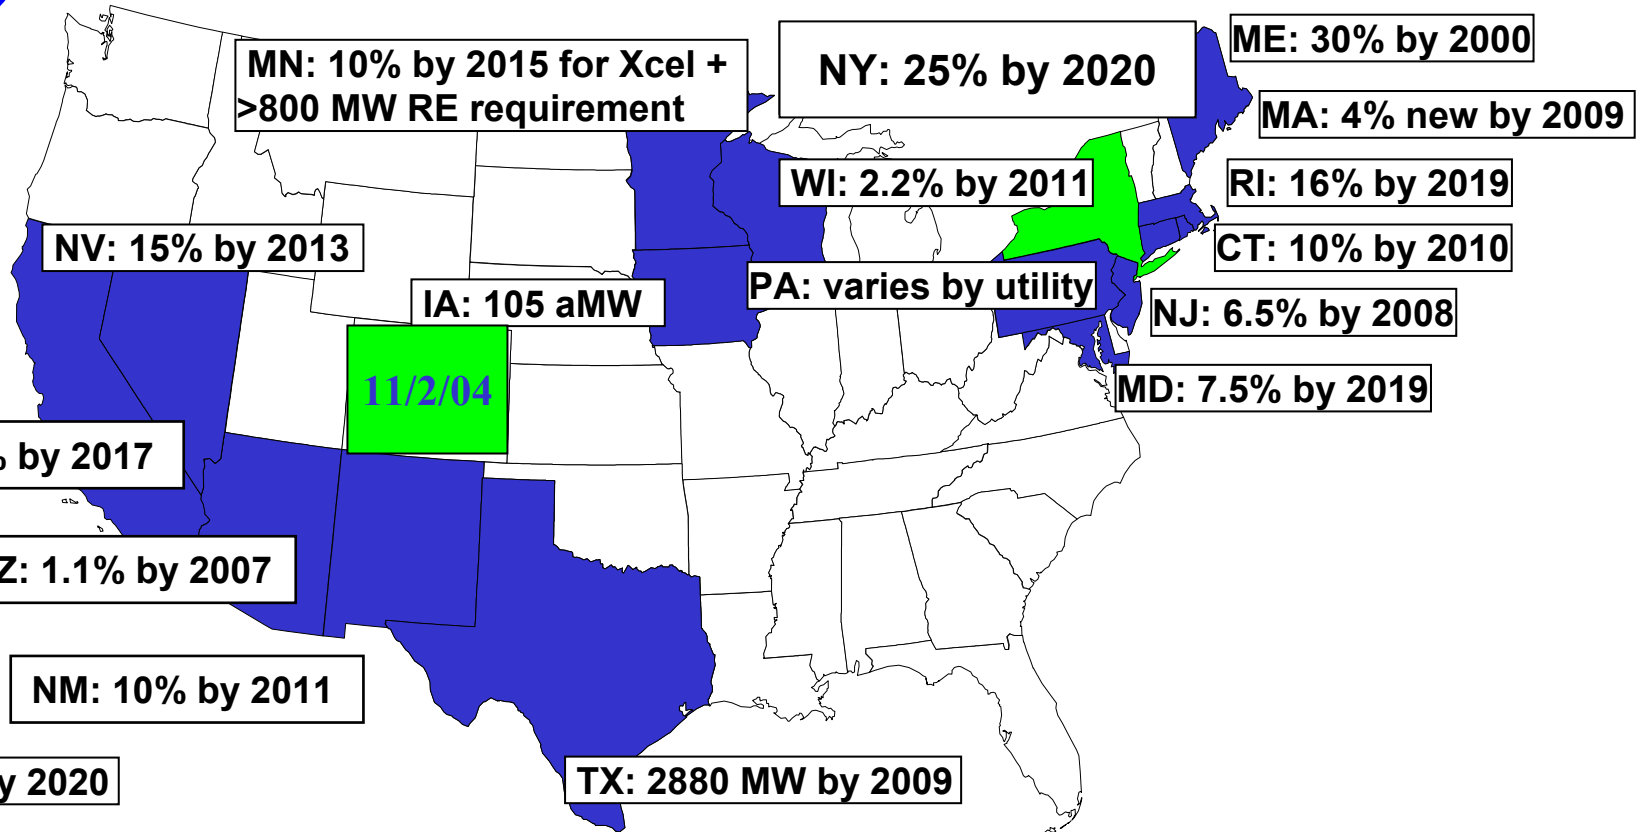 ME: 30% by 2000
MN: 10% by 2015 for Xcel +
>800 MW RE requirement
NY: 25% by 2020
MA: 4% new by 2009
WI: 2.2% by 2011
RI: 16% by 2019
NV: 15% by 2013
CT: 10% by 2010
PA: varies by utility
IA: 105 aMW
NJ: 6.5% by 2008
11/2/04
MD: 7.5% by 2019
% by 2017
Z: 1.1% by 2007
NM: 10% by 2011
y 2020
TX: 2880 MW by 2009